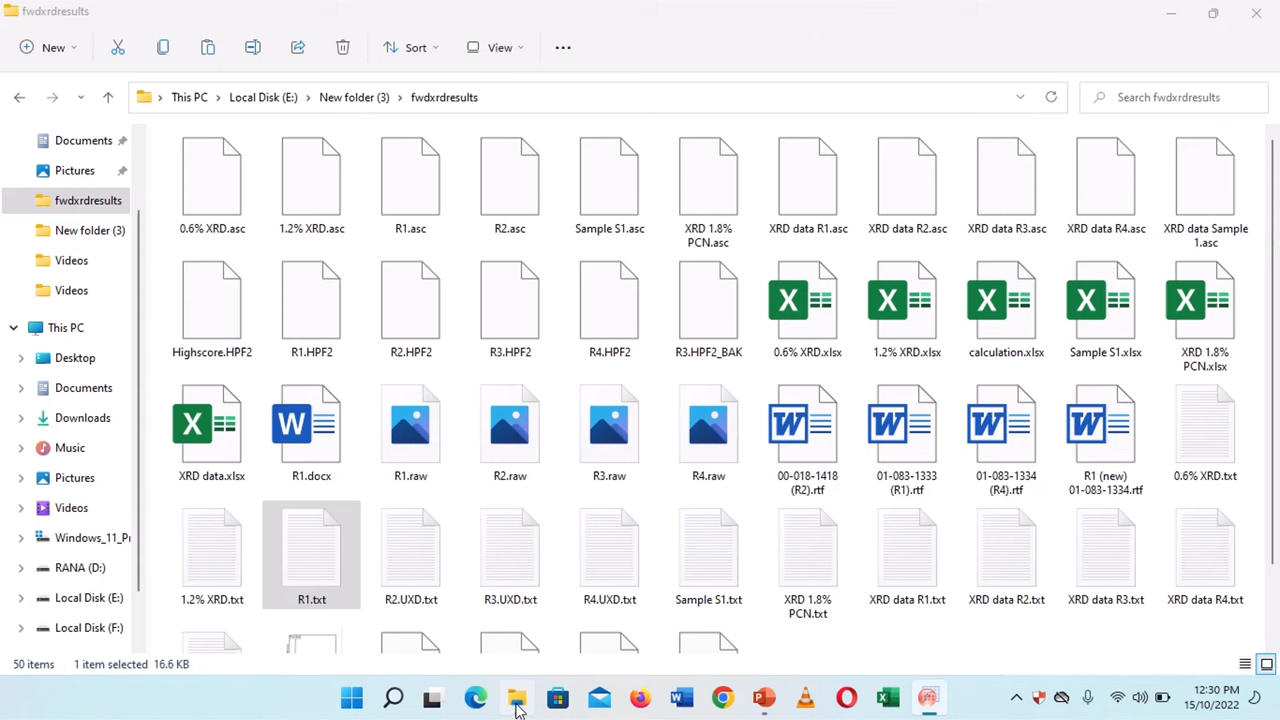 fwdxrdresults
New Sort View
This PC Local Disk (E:) New folder (3) fwdxrdresults Search fwdxrdresults
Documents
Pictures
fwdxrdresults
New folder (3)
Videos
Videos
This PC
Desktop
Documents
Downloads
Music
Pictures
Videos
Windows_11_Pr
RANA (D:)
Local Disk (E:)
Local Disk (F:)
0.6% XRD.asc
1.2% XRD.asc
R1.asc
R2.asc
Sample S1.asc
XRD 1.8%
PCN.asc
XRD data R1.asc
XRD data R2.asc
XRD data R3.asc
XRD data R4.asc
XRD data Sample
1.asc
Highscore.HPF2
R1.HPF2
R2.HPF2
R3.HPF2
R4.HPF2
R3.HPF2_BAK
0.6% XRD.xlsx
1.2% XRD.xlsx
calculation.xlsx
Sample S1.xlsx
XRD 1.8%
PCN.xlsx
XRD data.xlsx
R1.docx
R1.raw
R2.raw
R3.raw
R4.raw
00-018-1418
(R2).rtf
01-083-1333
(R1).rtf
01-083-1334
(R4).rtf
R1 (new)
01-083-1334.rtf
0.6% XRD.txt
1.2% XRD.txt
R1.txt
R2.UXD.txt
R3.UXD.txt
R4.UXD.txt
Sample S1.txt
XRD 1.8%
PCN.txt
XRD data R1.txt
XRD data R2.txt
XRD data R3.txt
XRD data R4.txt
50 items 1 item selected 16.6 KB
12:30 PM
15/10/2022